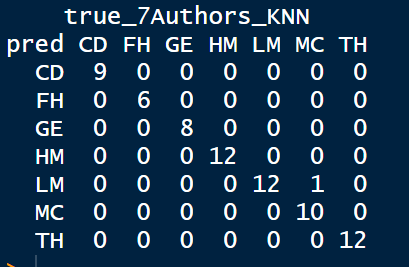 true_7Authors_KNN
pred CD FH GE HM LM MC TH
CD 9 0 0 0 0 0 0
FH 0 6 0 0 0 0 0
GE 0 0 8 0 0 0 0
HM 0 0 0 12 0 0 0
LM 0 0 0 0 12 1 0
MC 0 0 0 0 0 10 0
TH 0 0 0 0 0 0 12